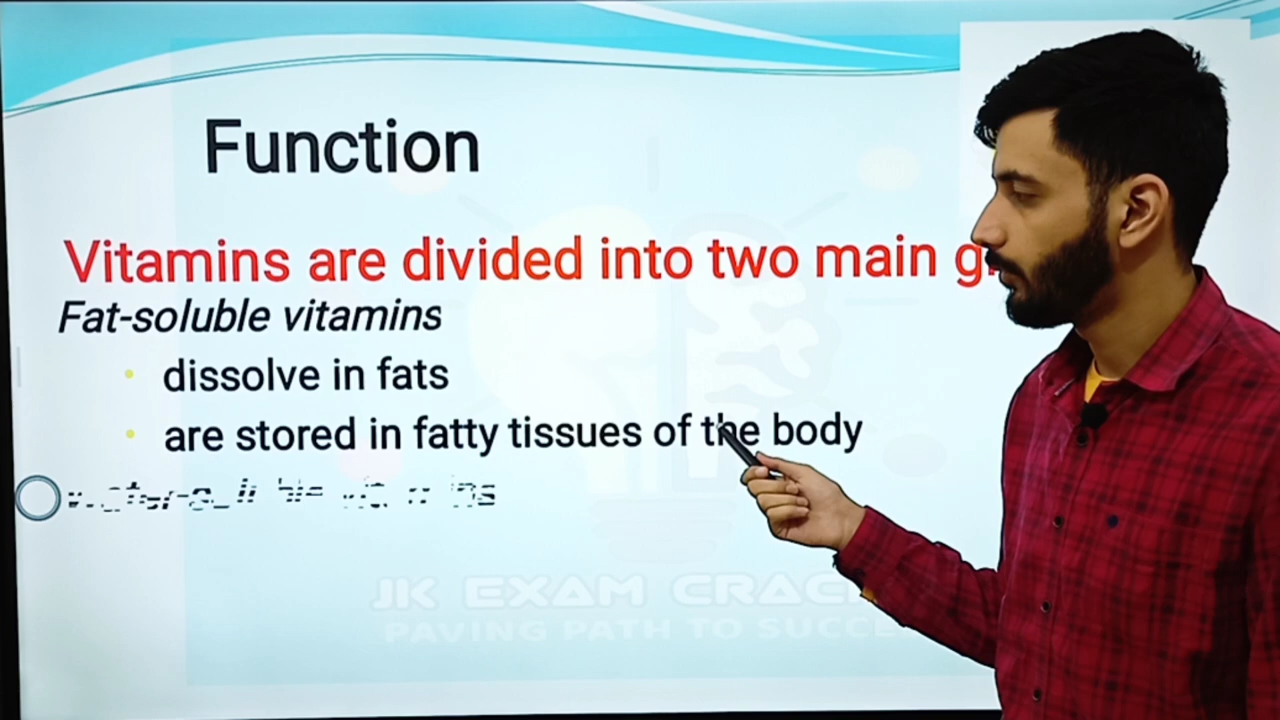 Function
Vitamins are divided into two main
Fat-soluble vitamins
• dissolve in fats
• are stored in fatty tissues of the body
JK EXAM
PAVING PATH TO